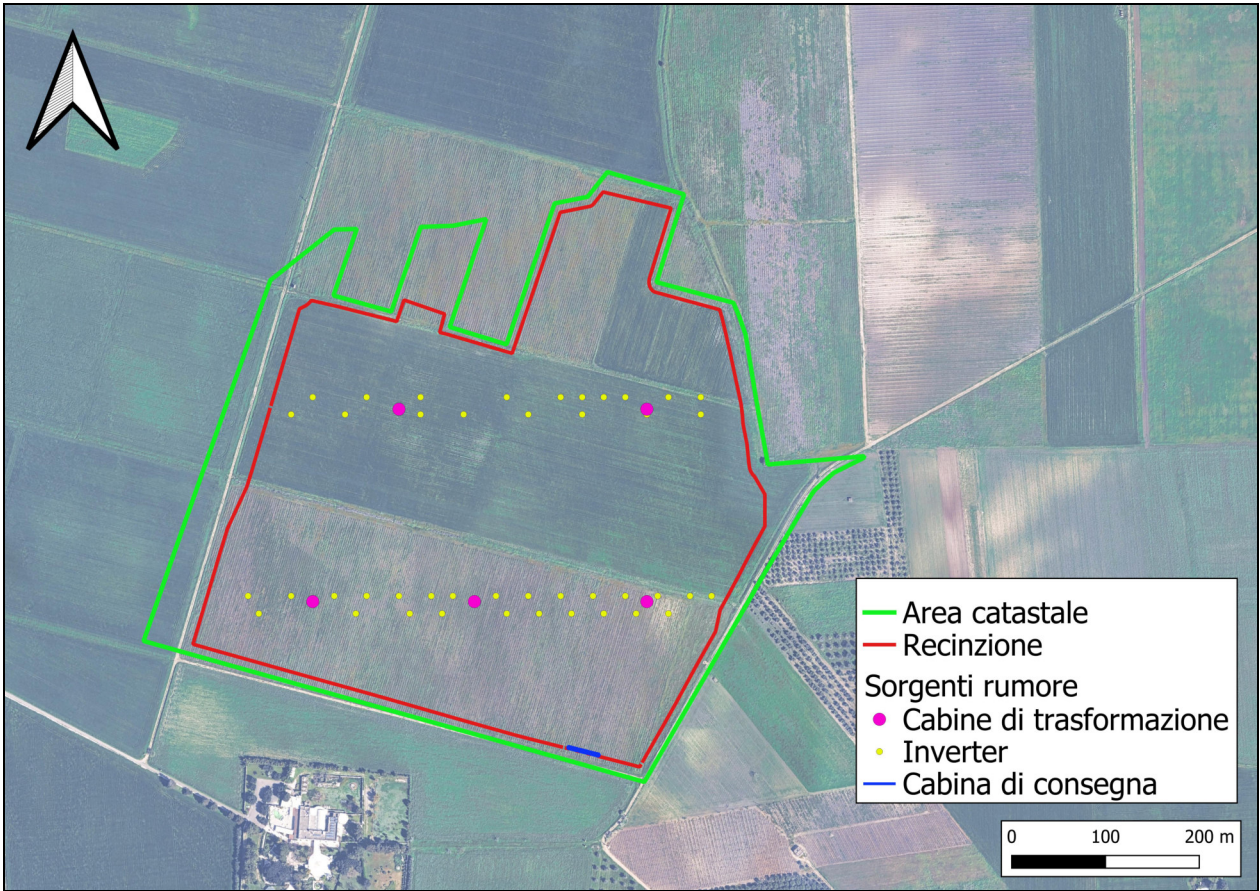 Area catastale
Recinzione
Sorgenti rumore
Cabine di trasformazione
Inverter
Cabina di consegna
0 100 200 m